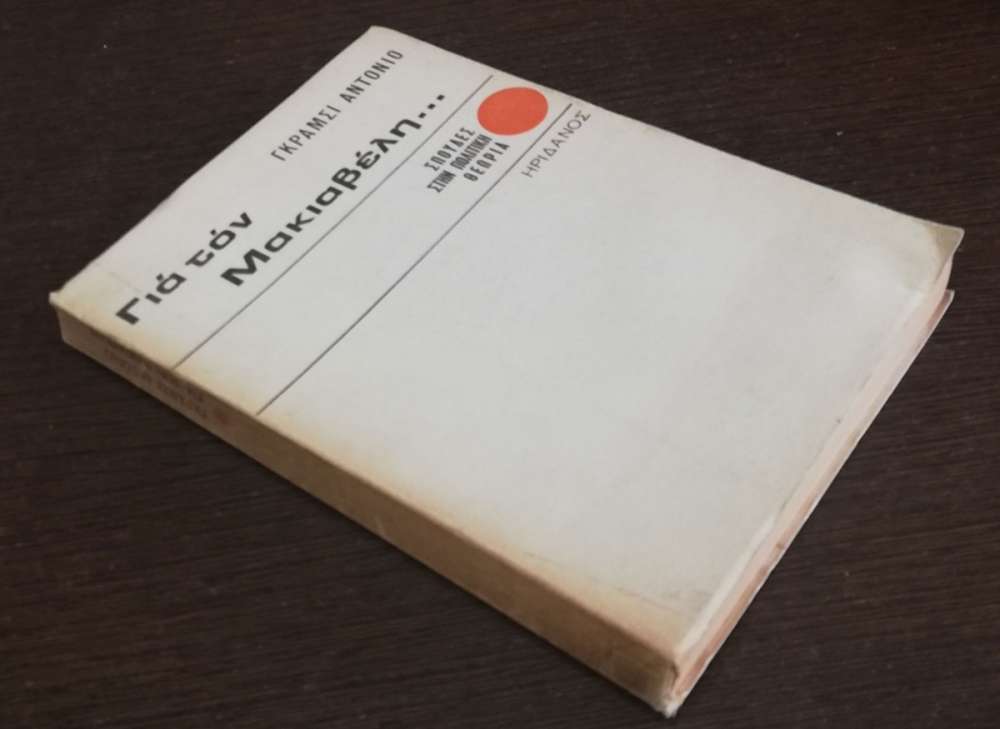 ΓΚΡΑΜΣΙ ΑΝΤΟΝΙΟ
Γιά τόν
Μακιαβέλη...
ΣΠΟΥΔΕΣ
ΣΤΗΝ ΠΟΛΙΤΙΚΗ
ΘΕΩΡΙΑ
ΗΡΙΔΑΝΟΣ